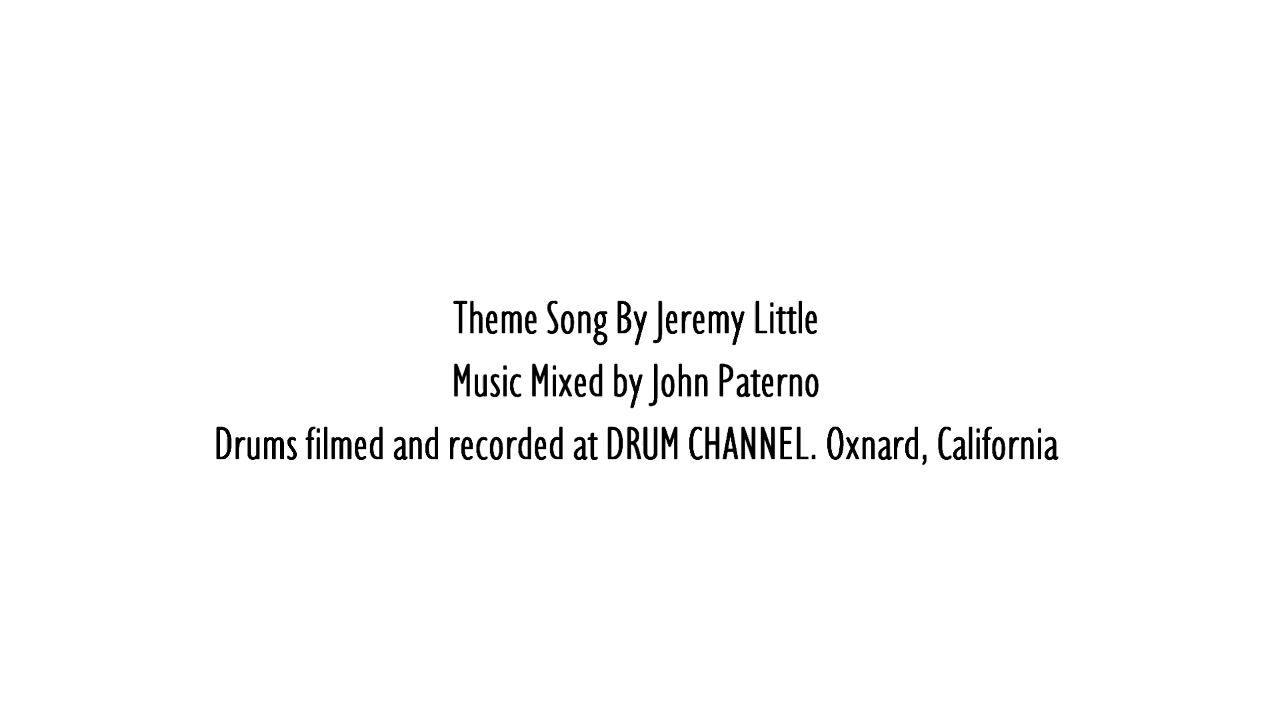 Theme Song By Jeremy Little
Music Mixed by John Paterno
Drums filmed and recorded at DRUM CHANNEL. Oxnard, California